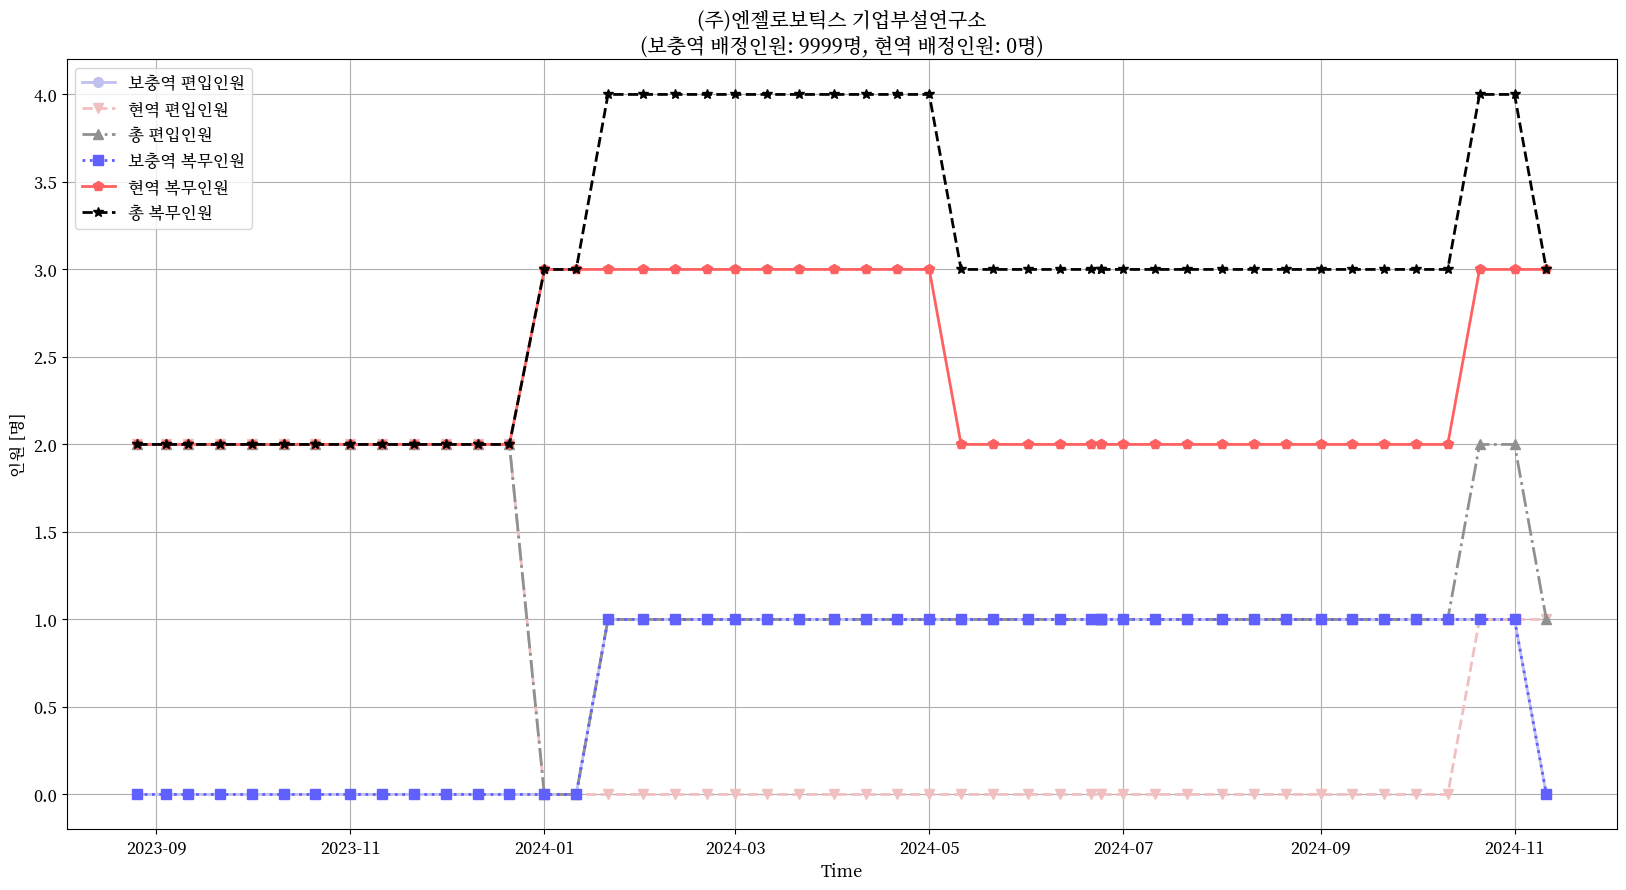 (주)엔젤로보틱스 기업부설연구소
(보충역 배정인원: 9999명, 현역 배정인원: 0명)
보충역 편입인원
현역 편입인원
총 편입인원
보충역 복무인원
현역 복무인원
총 복무인원
인원 [명]
4.0
3.5
3.0
2.5
2.0
1.5
1.0
0.5
0.0
2023-09
2023-11
2024-01
2024-03
2024-05
2024-07
2024-09
2024-11
Time